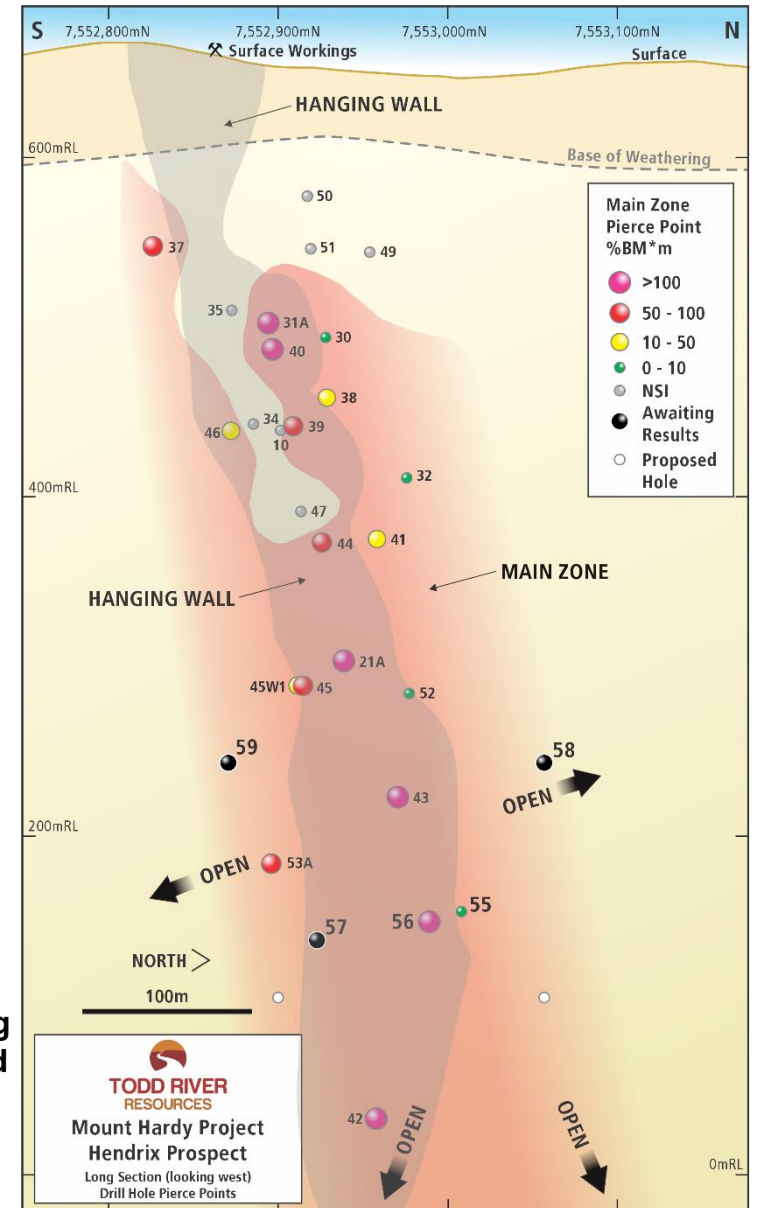 S 7,552,800mN 7,552,900mN 7,553,000mN 7,553,100mN N
Surface Workings
Surface
HANGING WALL
600mRL
Base of Weathering
50
51
49
37
Main Zone
Pierce Point
%BM*m
>100
50 - 100
10 - 50
0 - 10
NSI
Awaiting
Results
Proposed
Hole
35
31A
30
40
38
34
39
46
10
32
400mRL
47
41
44
MAIN ZONE
HANGING WALL
21A
45W1
45
52
59
58
43
OPEN
200mRL
OPEN
53A
55
56
57
NORTH
100m
g
d
TODD RIVER
RESOURCES
Mount Hardy Project
Hendrix Prospect
Long Section (looking west)
Drill Hole Pierce Points
42
OPEN
OPEN
0mRL